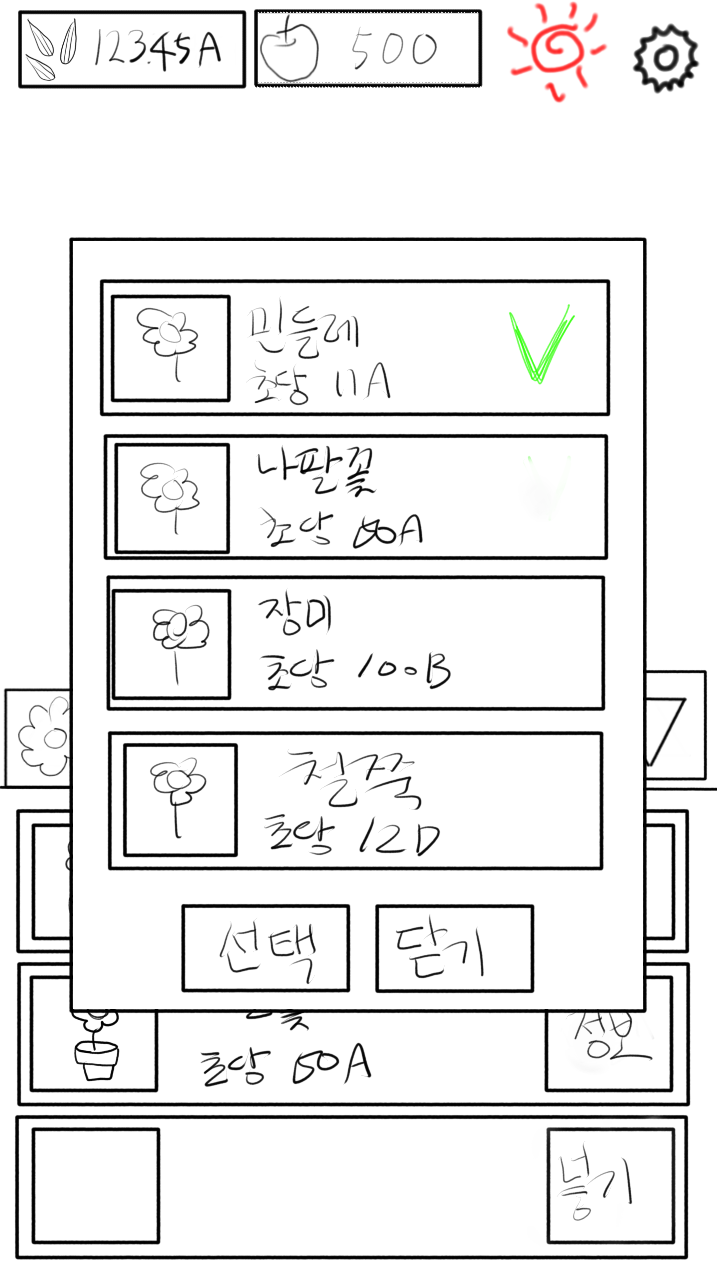 123.45A
500
민들레
초당 11A
나팔꽃
초당 60A
장미
초당 100B
철쭉
초당 12D
선택
닫기
초당 50A
넣기